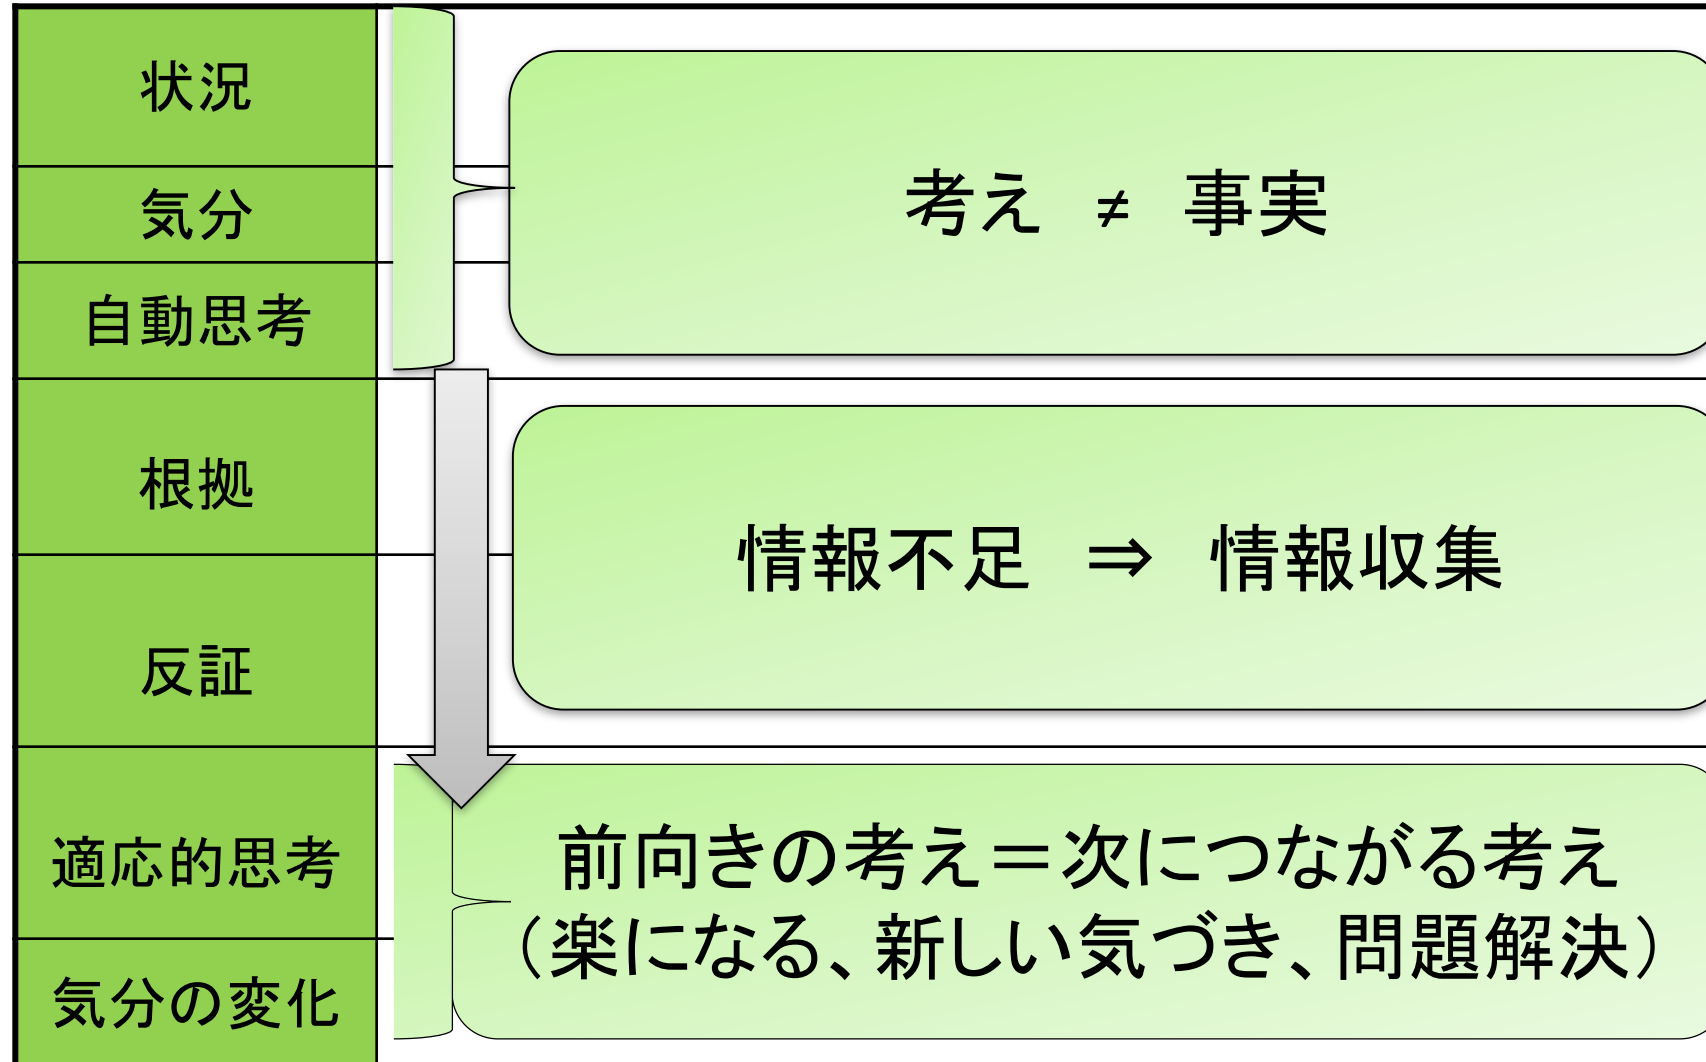 状況
気分
自動思考
考え ≠ 事実
根拠
反証
情報不足 ⇒ 情報収集
適応的思考
気分の変化
前向きの考え＝次につながる考え
（楽になる、新しい気づき、問題解決）